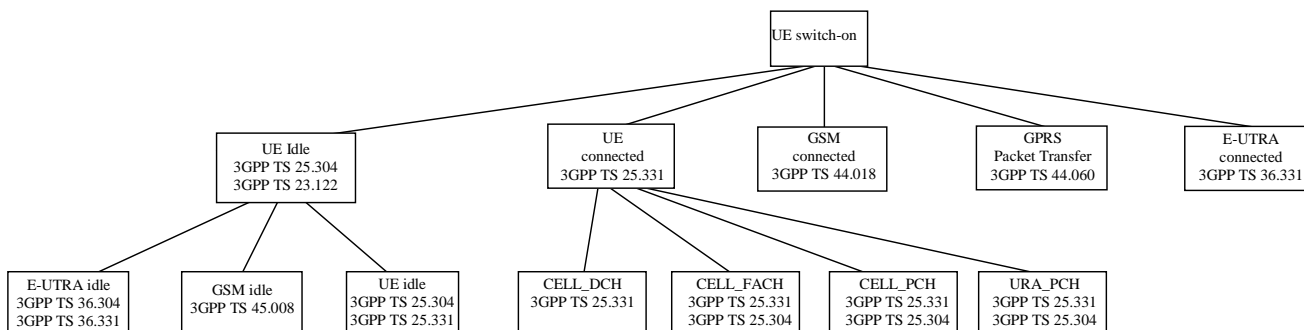 UE switch-on
UE Idle
3GPP TS 25.304
3GPP TS 23.122
UE
connected
3GPP TS 25.331
GSM
connected
3GPP TS 44.018
GPRS
Packet Transfer
3GPP TS 44.060
E-UTRA
connected
3GPP TS 36.331
E-UTRA idle
3GPP TS 36.304
3GPP TS 36.331
GSM idle
3GPP TS 45.008
UE idle
3GPP TS 25.304
3GPP TS 25.331
CELL_DCH
3GPP TS 25.331
CELL_FACH
3GPP TS 25.331
3GPP TS 25.304
CELL_PCH
3GPP TS 25.331
3GPP TS 25.304
URA_PCH
3GPP TS 25.331
3GPP TS 25.304